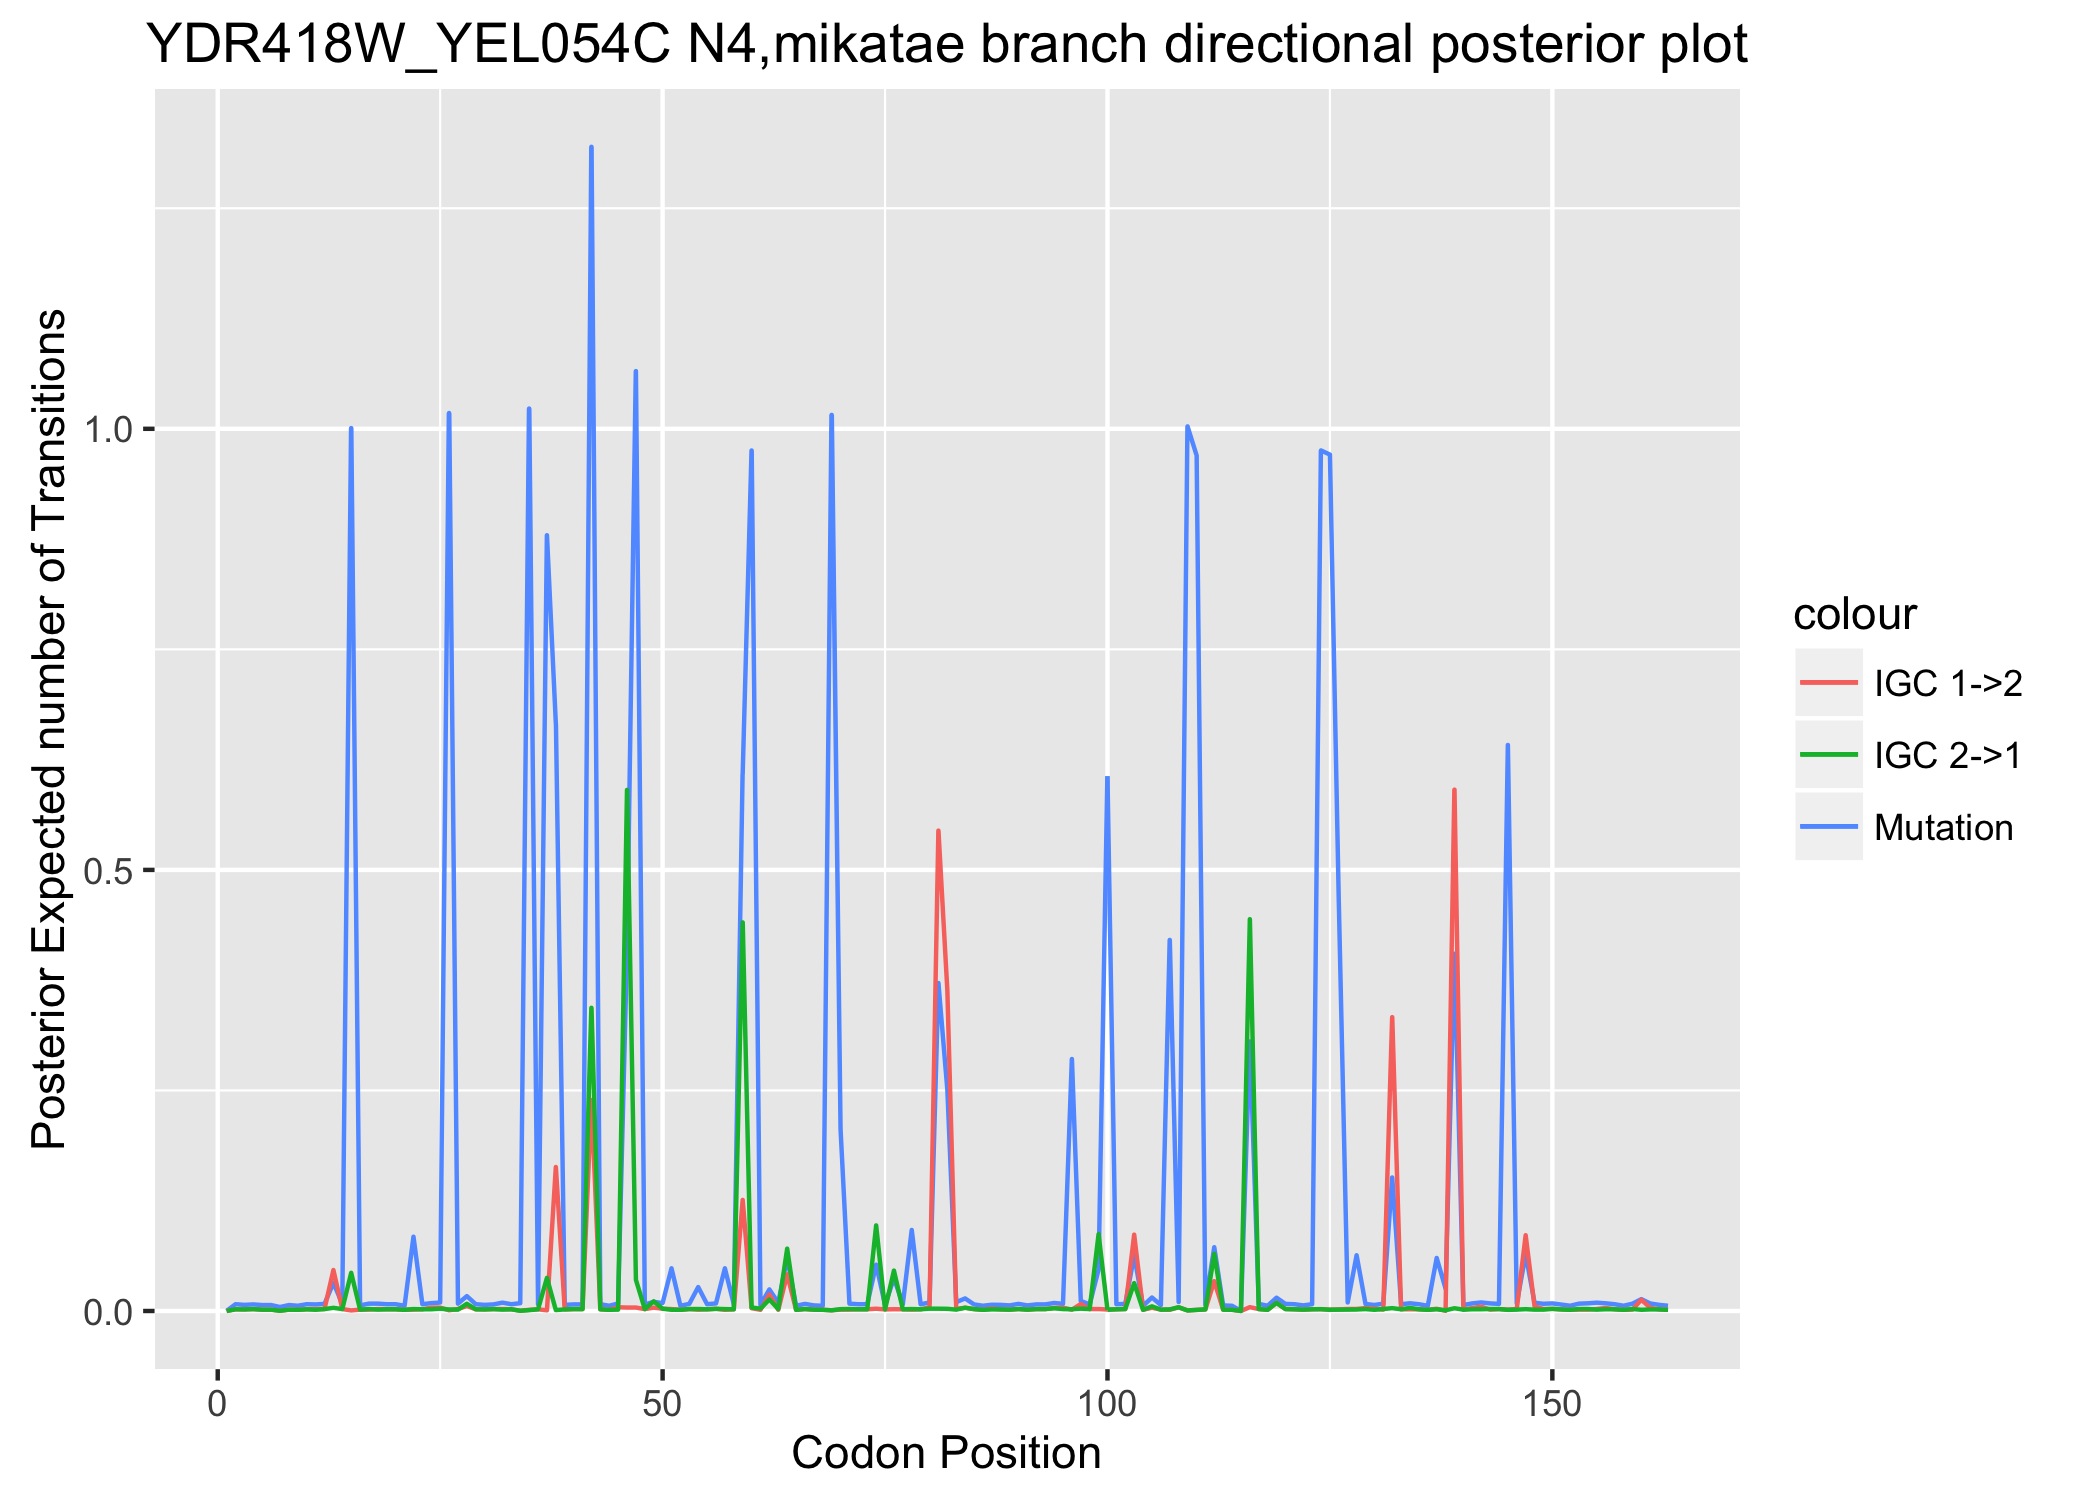 YDR418W_YEL054C N4,mikatae branch directional posterior plot
Posterior Expected number of Transitions
1.0
0.5
0.0
0
50
100
150
Codon Position
colour
IGC 1->2
IGC 2->1
Mutation